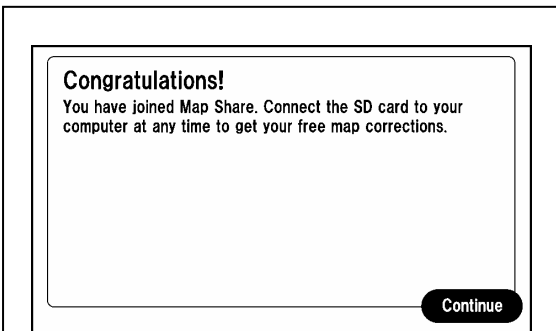 Congratulations!
You have joined Map Share. Connect the SD card to your
computer at any time to get your free map corrections.
Continue